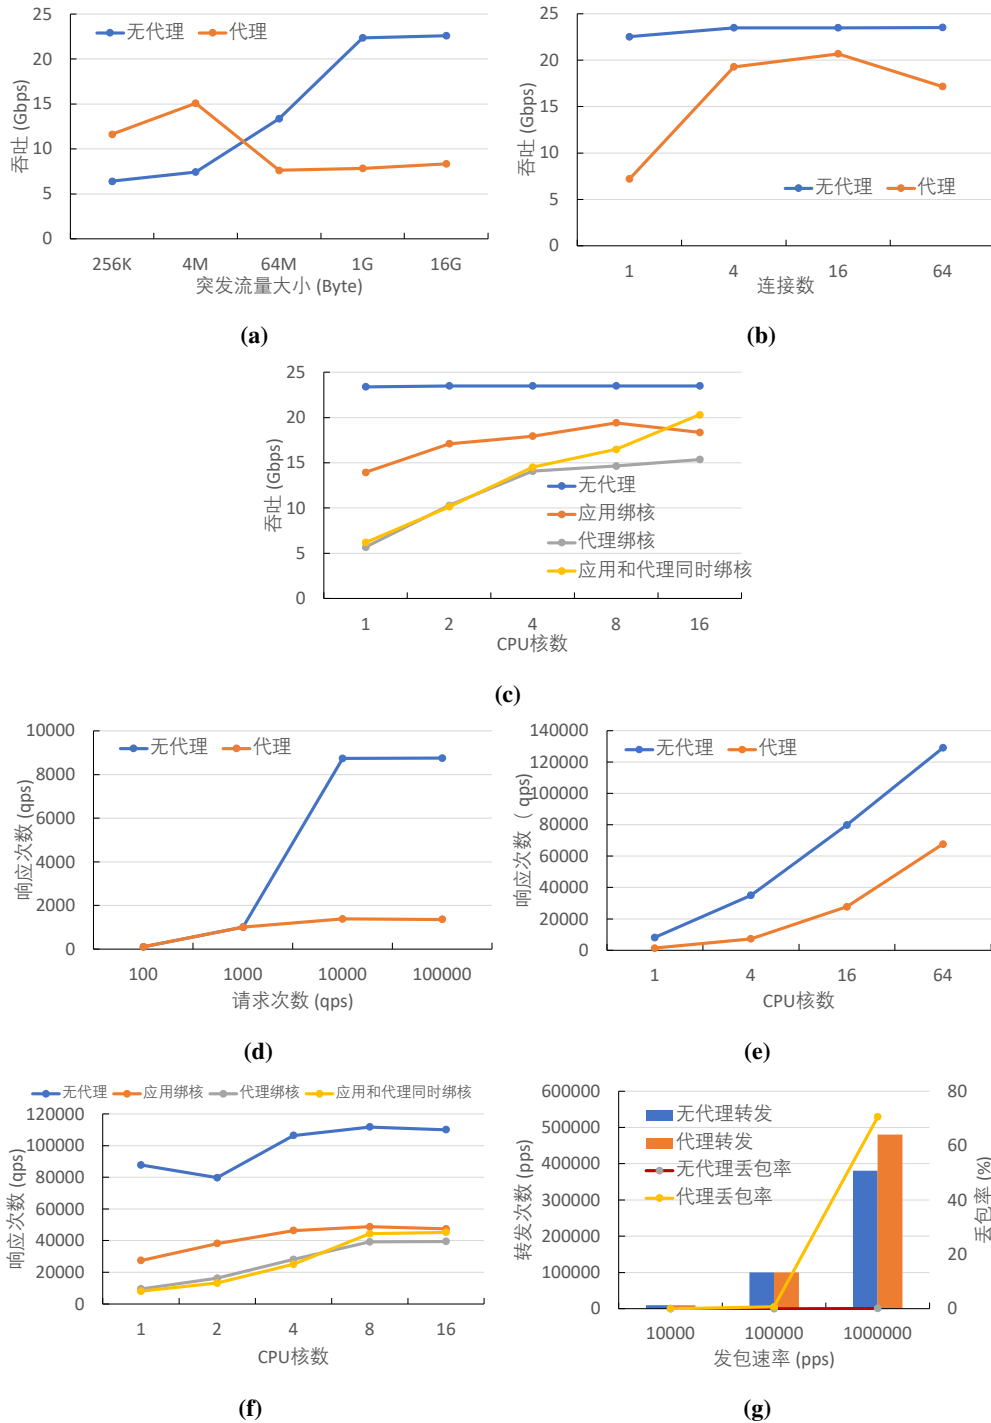 无代理 代理
吞吐 (Gbps)
25
20
15
10
5
0
256K 4M 64M 1G 16G
突发流量大小 (Byte)
(a)
吞吐 (Gbps)
25
20
15
10
5
0
无代理 代理
1 4 16 64
连接数
(b)
吞吐 (Gbps)
25
20
15
10
5
0
无代理
应用绑核
代理绑核
应用和代理同时绑核
1 2 4 8 16
CPU核数
(c)
无代理 代理
响应次数 (qps)
10000
8000
6000
4000
2000
0
100 1000 10000 100000
请求次数 (qps)
(d)
无代理 代理
响应次数 ( qps)
140000
120000
100000
80000
60000
40000
20000
0
1 4 16 64
CPU核数
(e)
无代理 应用绑核 代理绑核 应用和代理同时绑核
响应次数 (qps)
120000
100000
80000
60000
40000
20000
0
1 2 4 8 16
CPU核数
(f)
转发次数 (pps)
600000
500000
400000
300000
200000
100000
0
无代理转发
代理转发
无代理丢包率
代理丢包率
80
60
40
20
0
丢包率 (%)
10000 100000 1000000
发包速率 (pps)
(g)